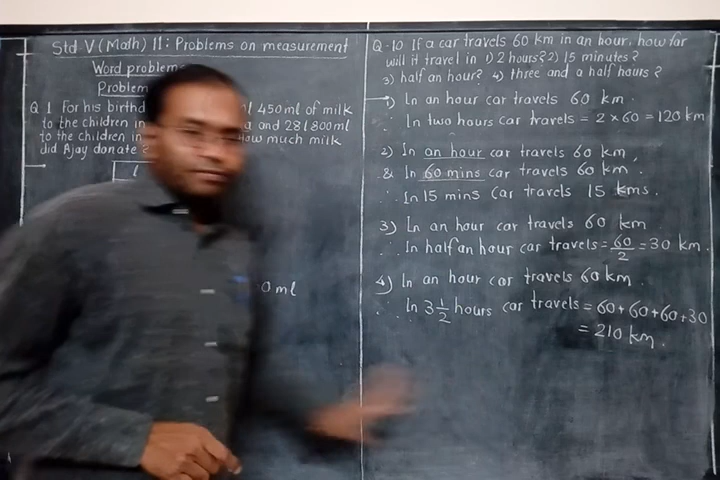 Std V (Math) 11: Problems on measurement
Word problem
Problem
Q 1 For his birthd l 450 ml of milk
to the children in and 28l 800ml
to the children in How much milk
did Ajay donate
l
0 ml
Q-10 If a car travels 60 km in an hour, how far
will it travel in 1) 2 hours? 2) 15 minutes?
3) half an hour? 4) three and a half hours?
1) In an hour car travels 60 km.
In two hours car travels = 2 × 60 = 120 km
2) In an hour car travels 60 km,
& In 60 mins car travels 60 km.
∴ In 15 mins car travels 15 kms.
3) In an hour car travels 60 km
∴ In half an hour car travels = 60/2 = 30 km.
4) In an hour car travels 60 km.
∴ In 3 1/2 hours car travels = 60+60+60+30
= 210 km.